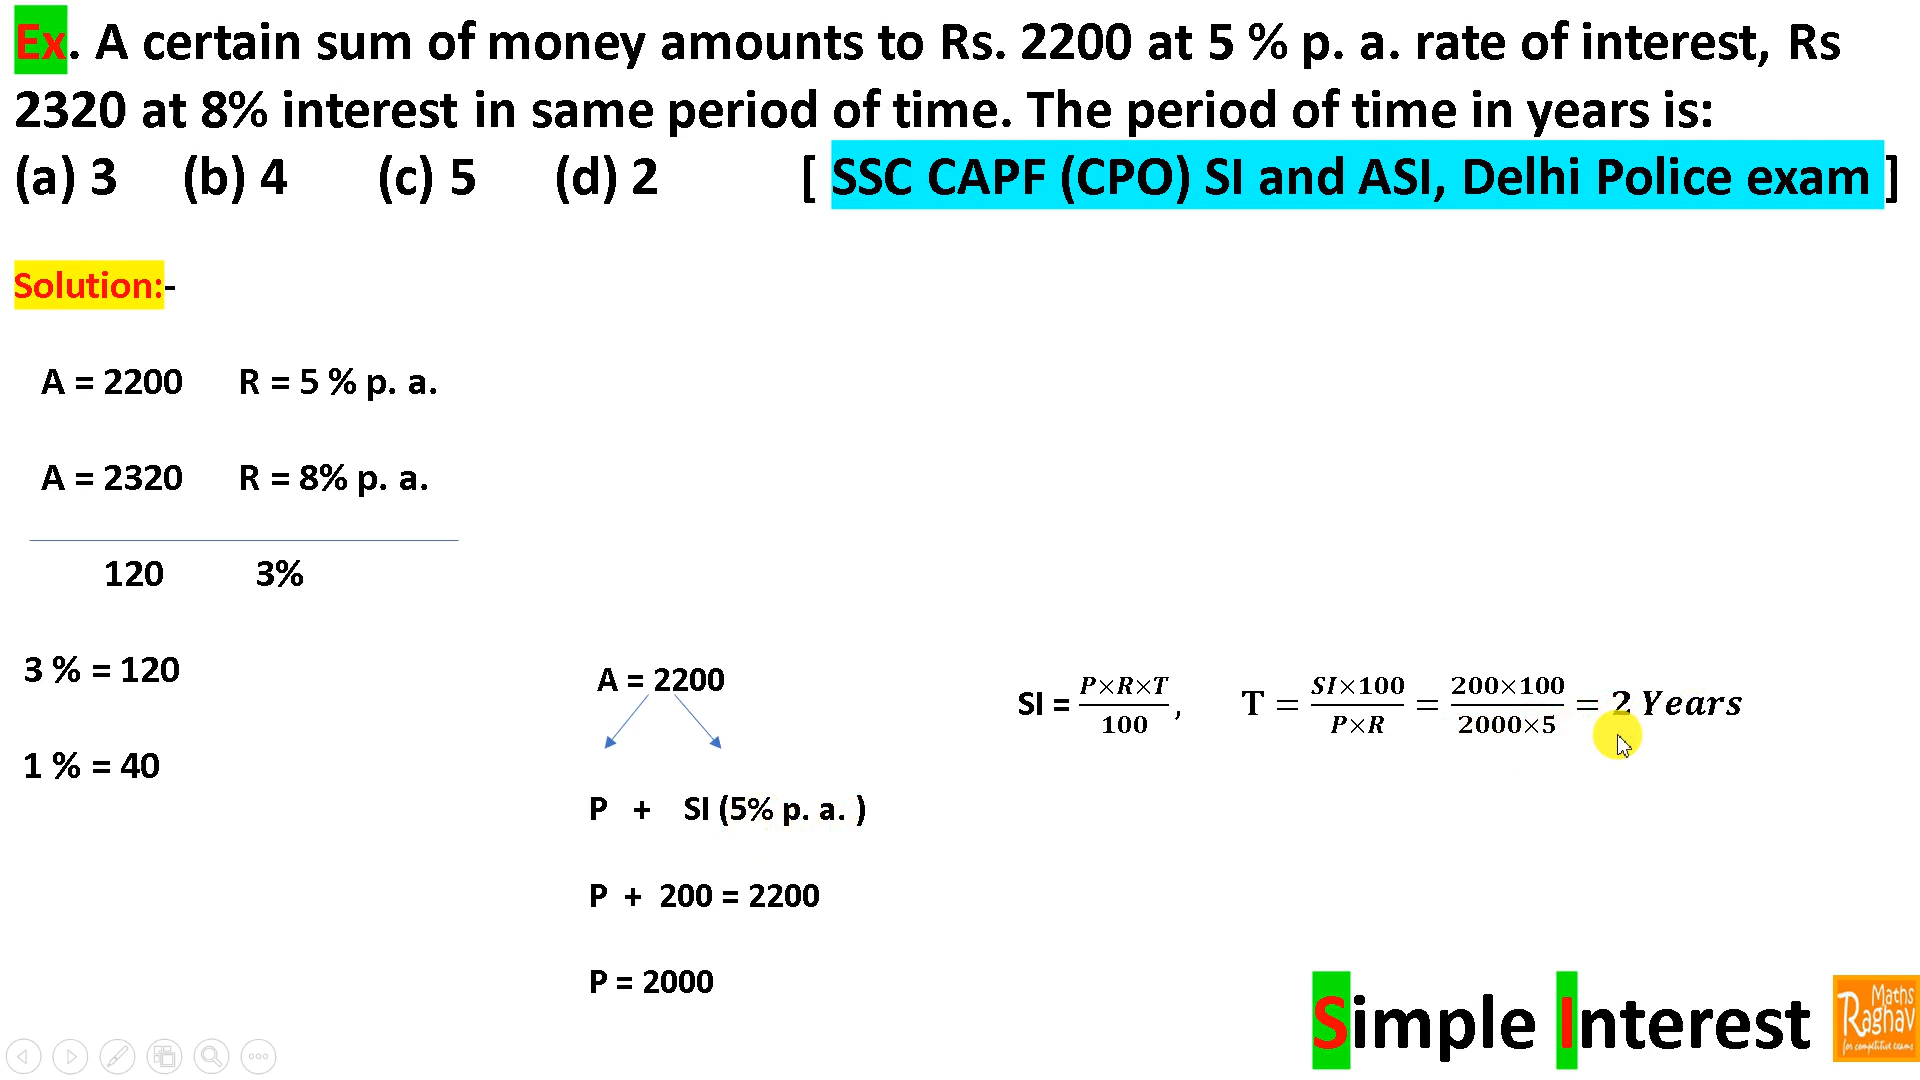 Ex. A certain sum of money amounts to Rs. 2200 at 5 % p. a. rate of interest, Rs
2320 at 8% interest in same period of time. The period of time in years is:
(a) 3 (b) 4 (c) 5 (d) 2 [ SSC CAPF (CPO) SI and ASI, Delhi Police exam ]
Solution:-
A = 2200 R = 5 % p. a.
A = 2320 R = 8% p. a.
120 3%
3 % = 120
1 % = 40
A = 2200
P + SI (5% p. a. )
P + 200 = 2200
P = 2000
SI = P×R×T/100, T = SI×100/P×R = 200×100/2000×5 = 2 Years
Simple Interest
Maths
Raghav
for competitive exams